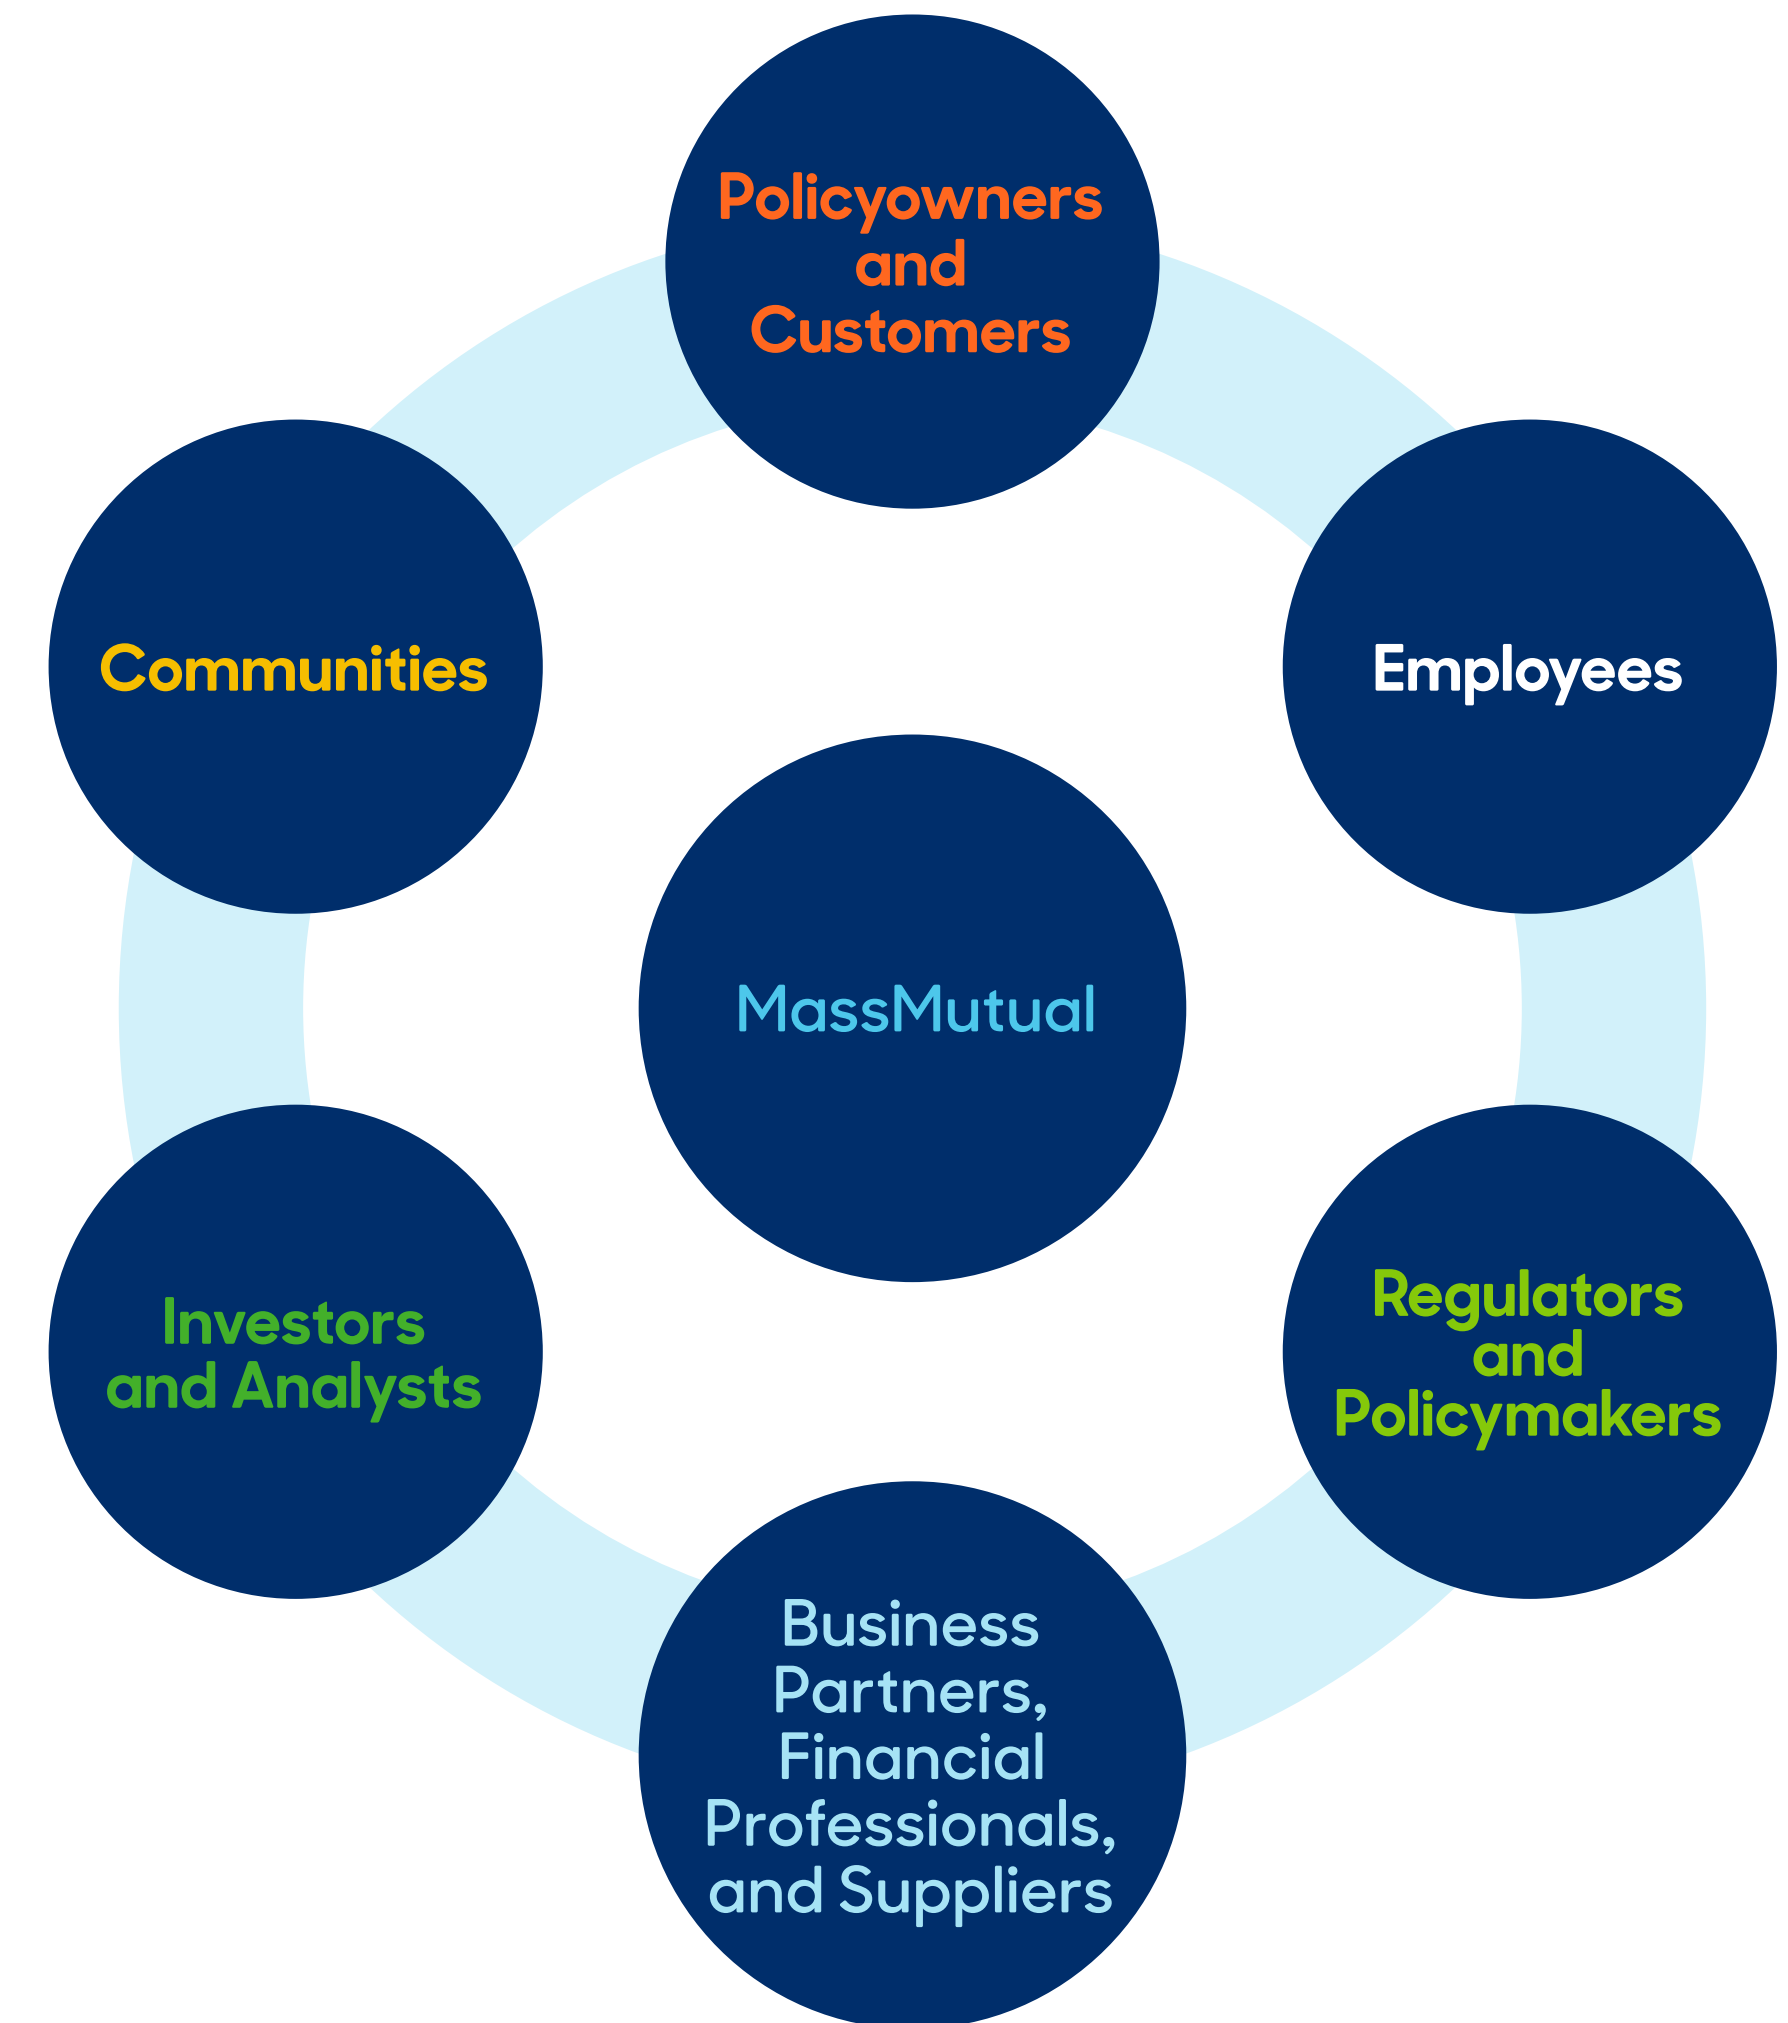 Policyowners
and
Customers
Communities
Employees
MassMutual
Investors
and Analysts
Regulators
and
Policymakers
Business
Partners,
Financial
Professionals,
and Suppliers